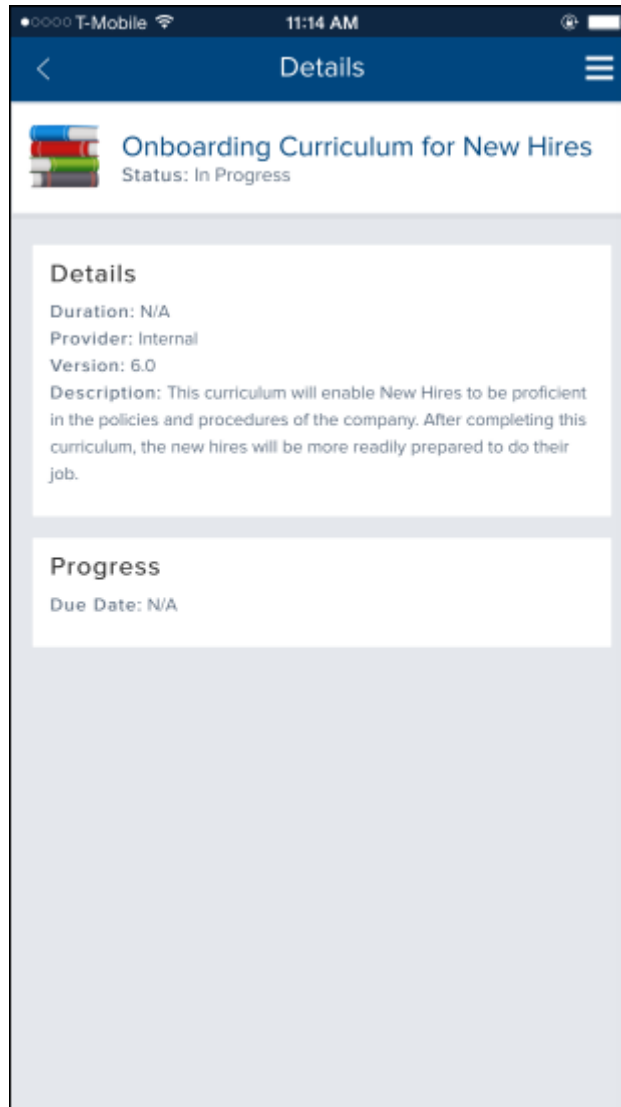 T-Mobile 11:14 AM
Details
Onboarding Curriculum for New Hires
Status: In Progress
Details
Duration: N/A
Provider: Internal
Version: 6.0
Description: This curriculum will enable New Hires to be proficient
in the policies and procedures of the company. After completing this
curriculum, the new hires will be more readily prepared to do their
job.
Progress
Due Date: N/A